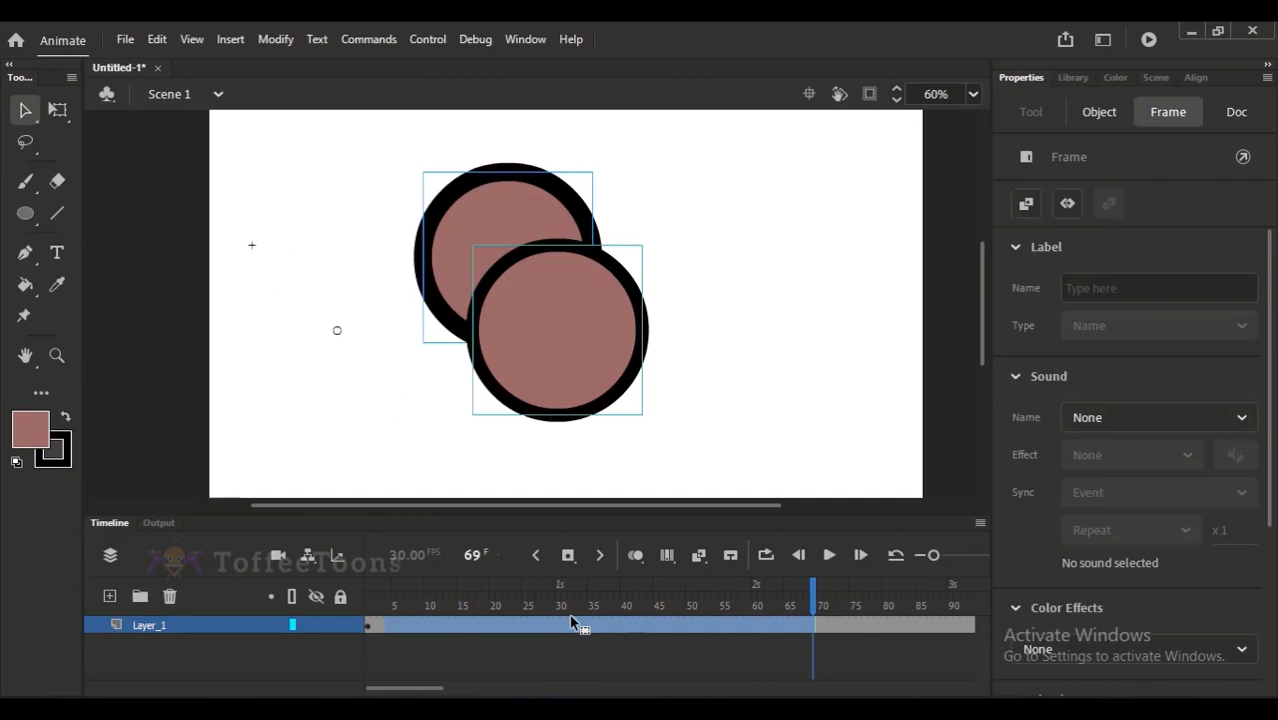 Animate File Edit View Insert Modify Text Commands Control Debug Window Help
Untitled-1*
Too... Properties Library Color Scene Align
Scene 1 60%
Tool Object Frame Doc
Frame
Label
Name Type here
Type Name
Sound
Name None
Effect None
Sync Event
Repeat x 1
No sound selected
Color Effects
None
Activate Windows
Go to Settings to activate Windows.
Timeline Output
ToffeeToons
30.00 FPS 69 F
1s 2s 3s
5 10 15 20 25 30 35 40 45 50 55 60 65 70 75 80 85 90
Layer_1